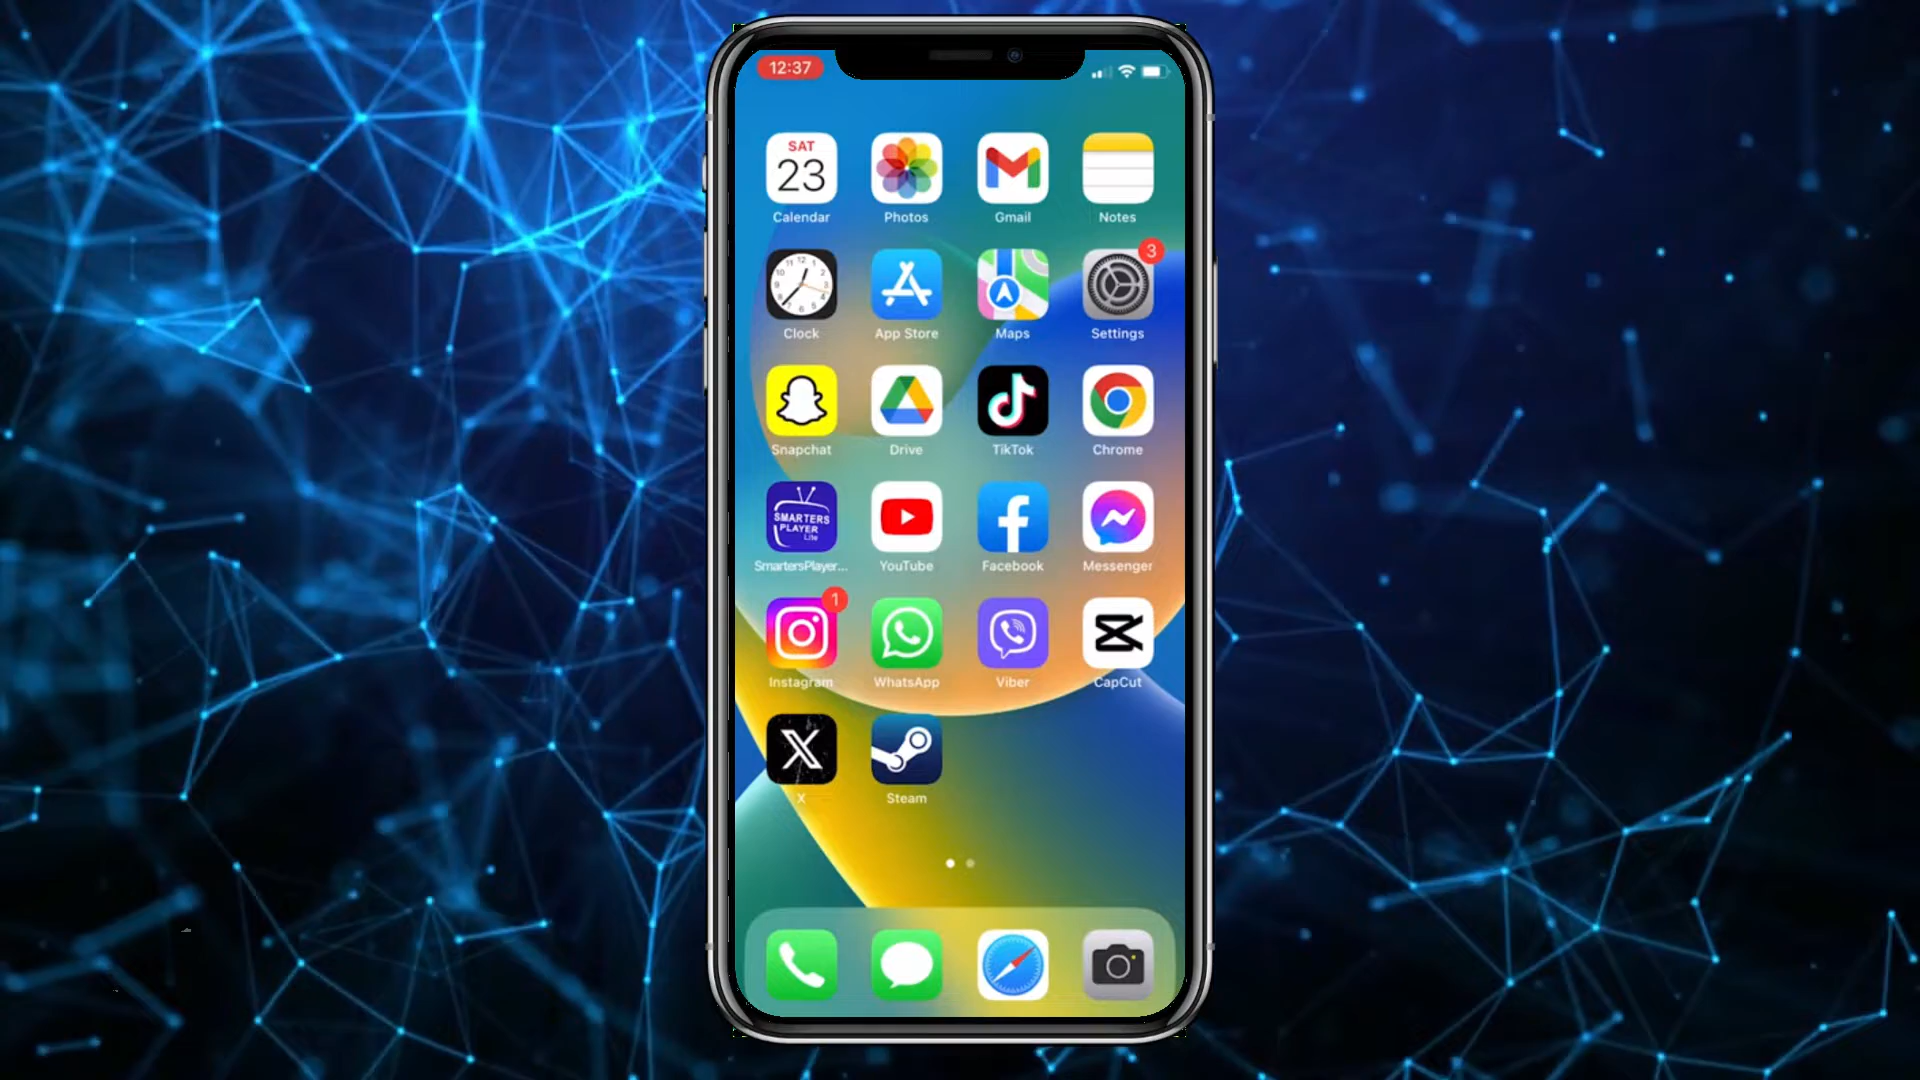 12:37
SAT
23
Calendar
Photos
Gmail
Notes
3
Clock
App Store
Maps
Settings
Snapchat
Drive
TikTok
Chrome
SMARTERS
PLAYER
Lite
SmartersPlayer...
YouTube
Facebook
Messenger
1
Instagram
WhatsApp
Viber
CapCut
X
Steam